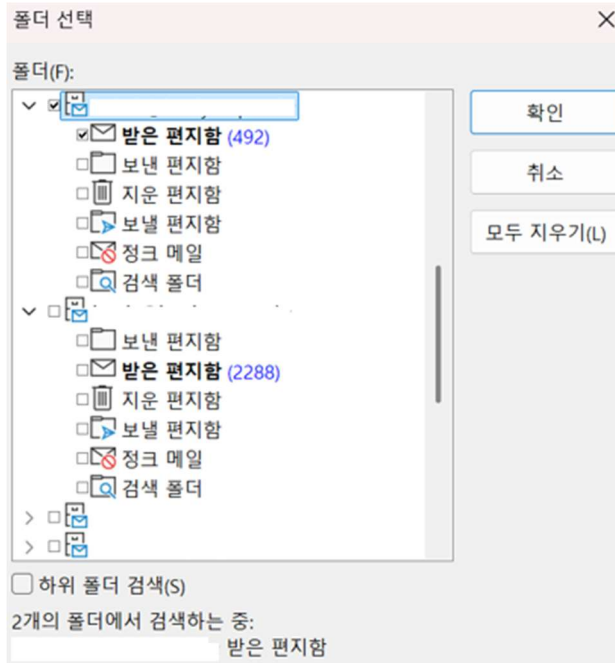 폴더 선택
폴더(F):
확인
받은 편지함 (492)
보낸 편지함
취소
지운 편지함
보낼 편지함
모두 지우기(L)
정크 메일
검색 폴더
보낸 편지함
받은 편지함 (2288)
지운 편지함
보낼 편지함
정크 메일
검색 폴더
하위 폴더 검색(S)
2개의 폴더에서 검색하는 중:
받은 편지함